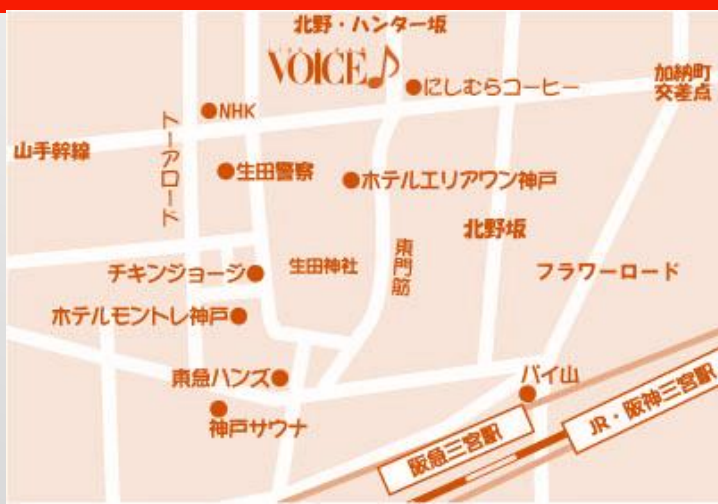 北野・ハンター坂
VOICE♪
にしむらコーヒー
加納町
交差点
NHK
山手幹線
トーアロード
生田警察
ホテルエリアワン神戸
北野坂
東門筋
生田神社
フラワーロード
チキンジョージ
ホテルモントレ神戸
東急ハンズ
パイ山
神戸サウナ
阪急三宮駅
JR・阪神三宮駅